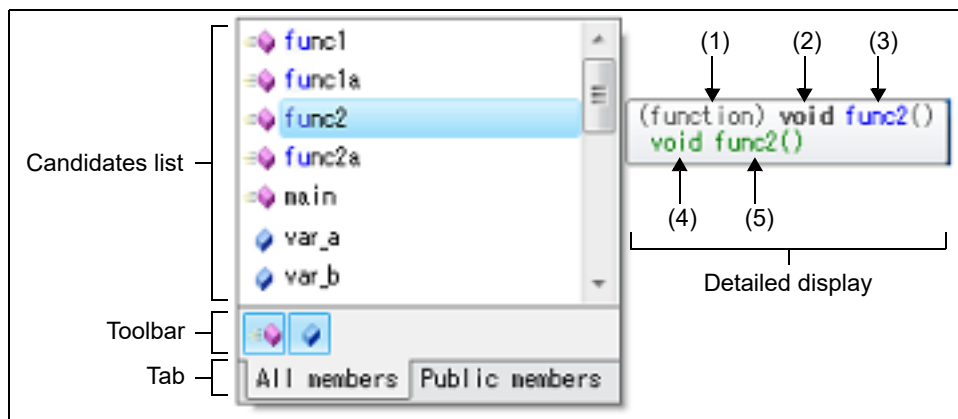 Candidates list
func1
func1a
func2
func2a
main
var_a
var_b
Toolbar
Tab
All members
Public members
(1)
(2)
(3)
(function) void func2()
void func2()
(4)
(5)
Detailed display